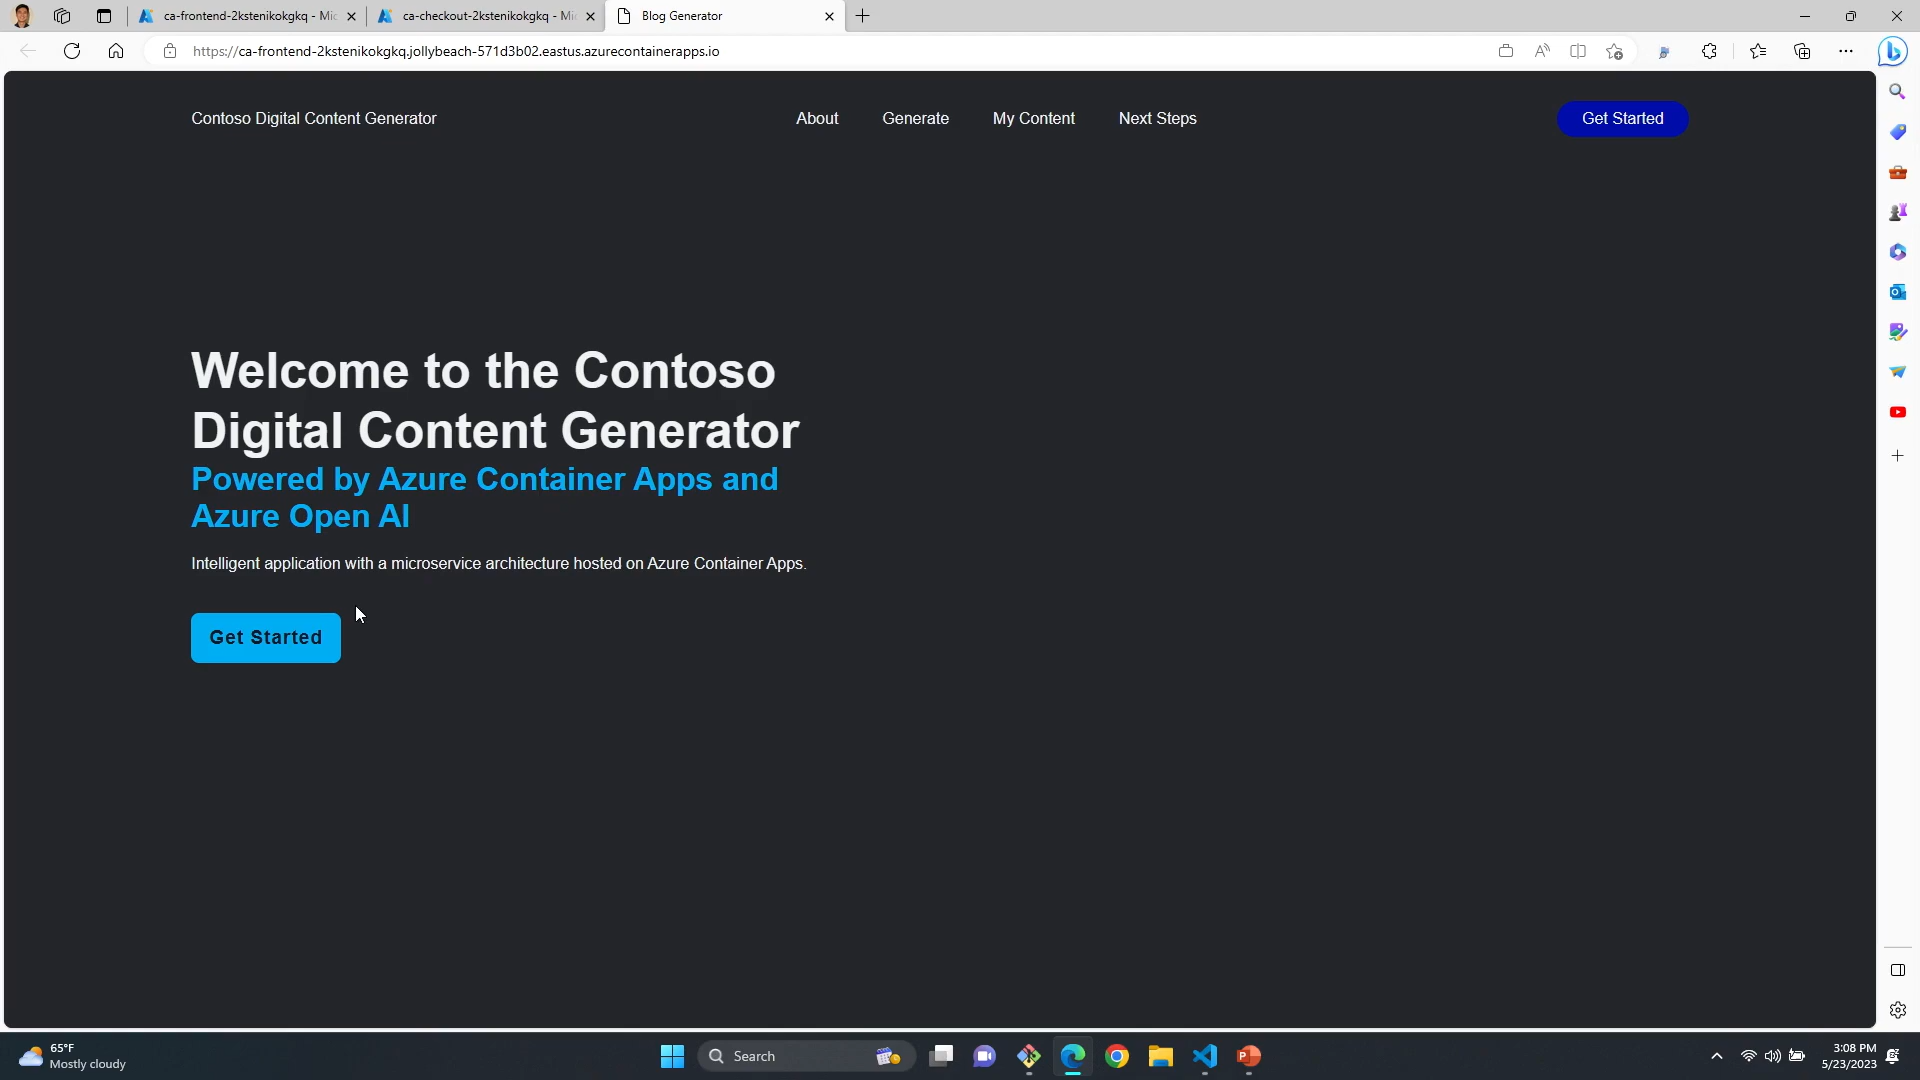 ca-frontend-2kstenikokgkq - Mic
ca-checkout-2kstenikokgkq - Mic
Blog Generator
https://ca-frontend-2kstenikokgkq.jollybeach-571d3b02.eastus.azurecontainerapps.io
Contoso Digital Content Generator
About
Generate
My Content
Next Steps
Get Started
Welcome to the Contoso
Digital Content Generator
Powered by Azure Container Apps and
Azure Open AI
Intelligent application with a microservice architecture hosted on Azure Container Apps.
Get Started
65°F
Mostly cloudy
Search
3:08 PM
5/23/2023